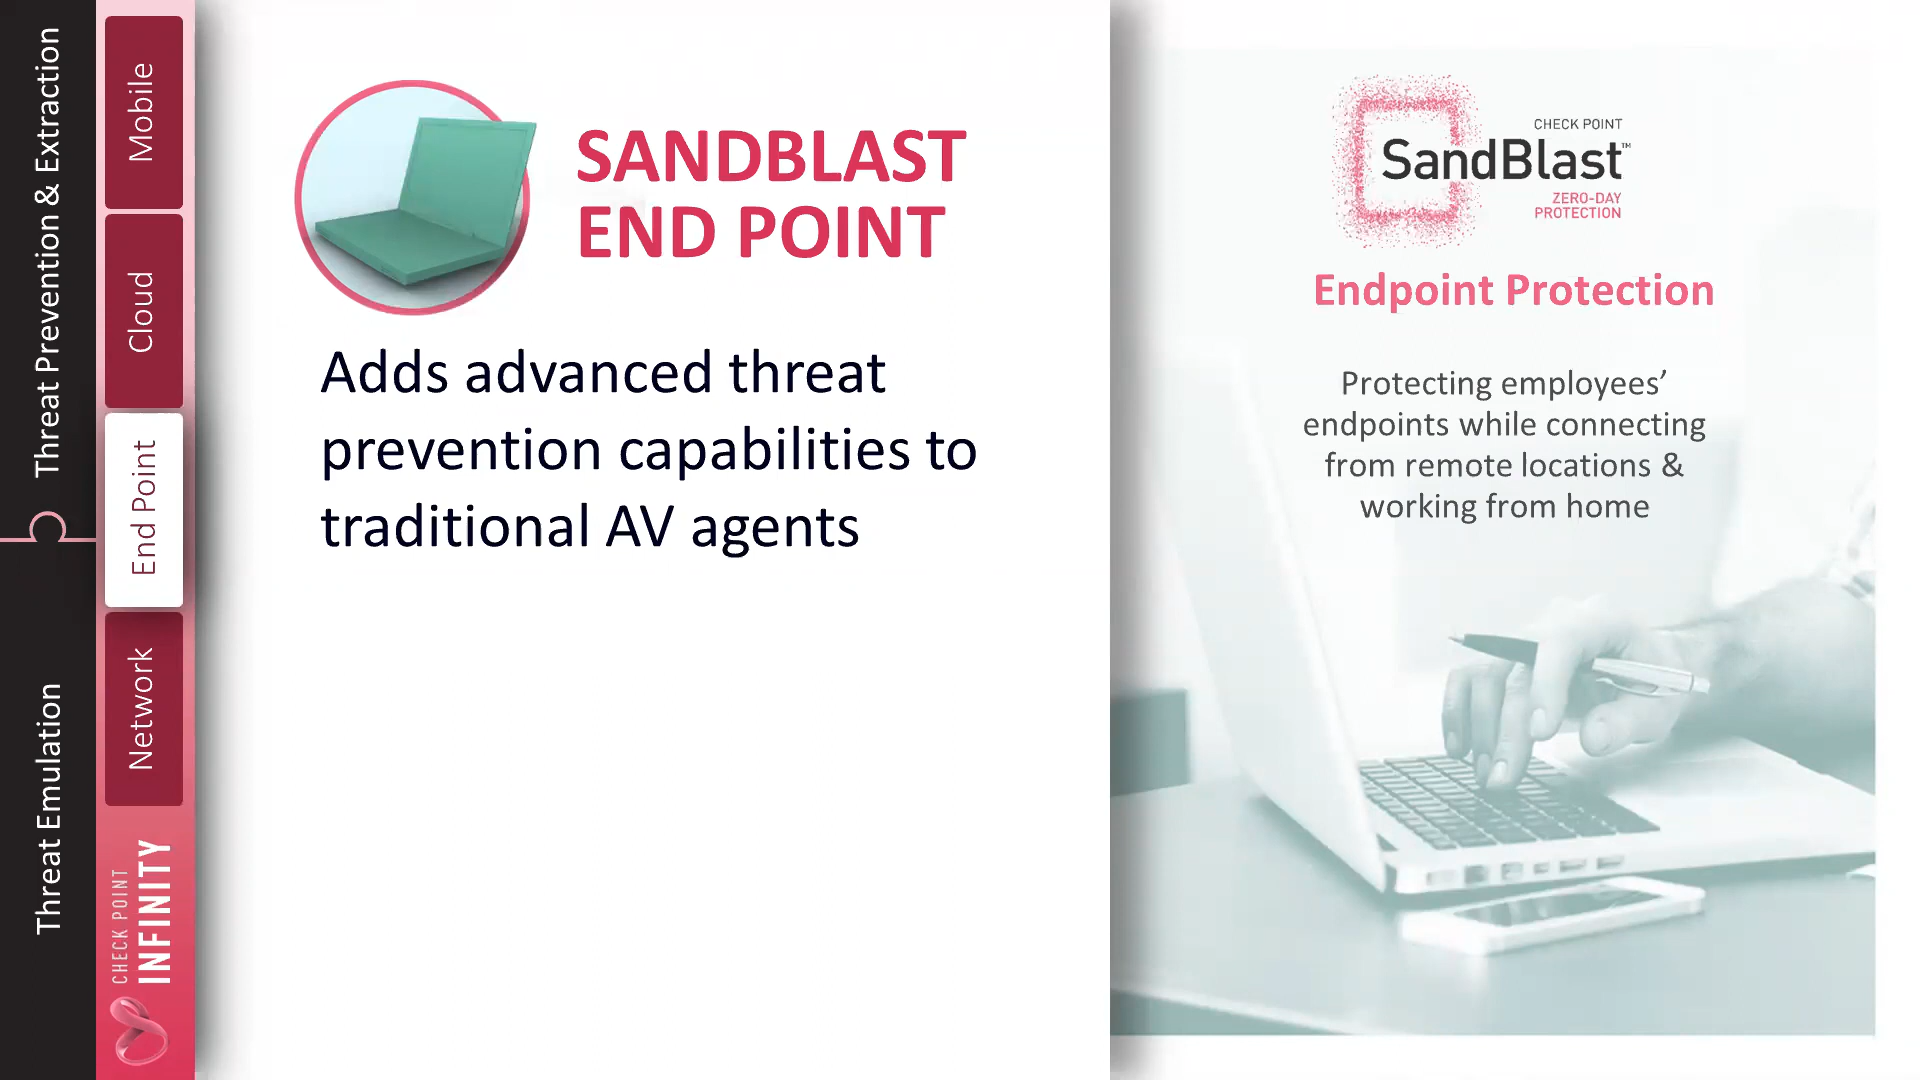 Threat Prevention & Extraction
Threat Emulation
Mobile
Cloud
End Point
Network
CHECK POINT
INFINITY
SANDBLAST
END POINT
Adds advanced threat
prevention capabilities to
traditional AV agents
CHECK POINT
SandBlast™
ZERO-DAY
PROTECTION
Endpoint Protection
Protecting employees’
endpoints while connecting
from remote locations &
working from home